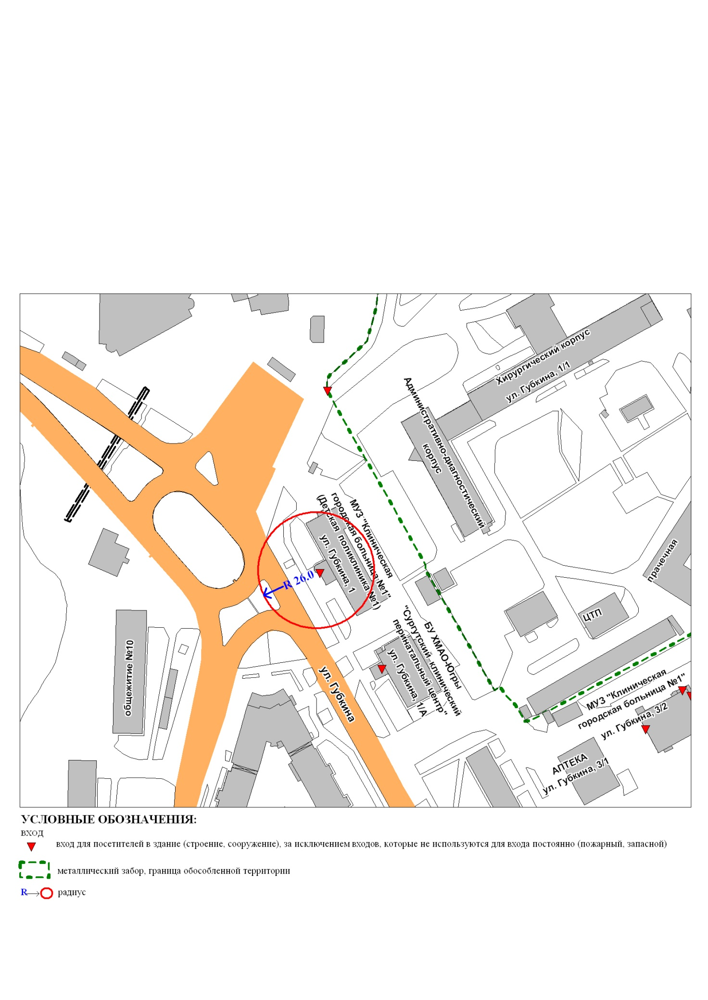 Хирургический корпус
ул. Губкина, 1/1
Административно-диагностический
корпус
МУЗ "Клиническая
городская больница №1"
(Детская поликлиника №1)
ул. Губкина, 1
R 26.0
прачечная
ЦТП
БУ ХМАО-Югры
"Сургутский клинический
перинатальный центр"
ул. Губкина, 1/А
общежитие №10
ул. Губкина
МУЗ "Клиническая
городская больница №1"
ул. Губкина, 3/2
АПТЕКА
ул. Губкина, 3/1
УСЛОВНЫЕ ОБОЗНАЧЕНИЯ:
вход
вход для посетителей в здание (строение, сооружение), за исключением входов, которые не используются для входа постоянно (пожарный, запасной)
металлический забор, граница обособленной территории
R радиус